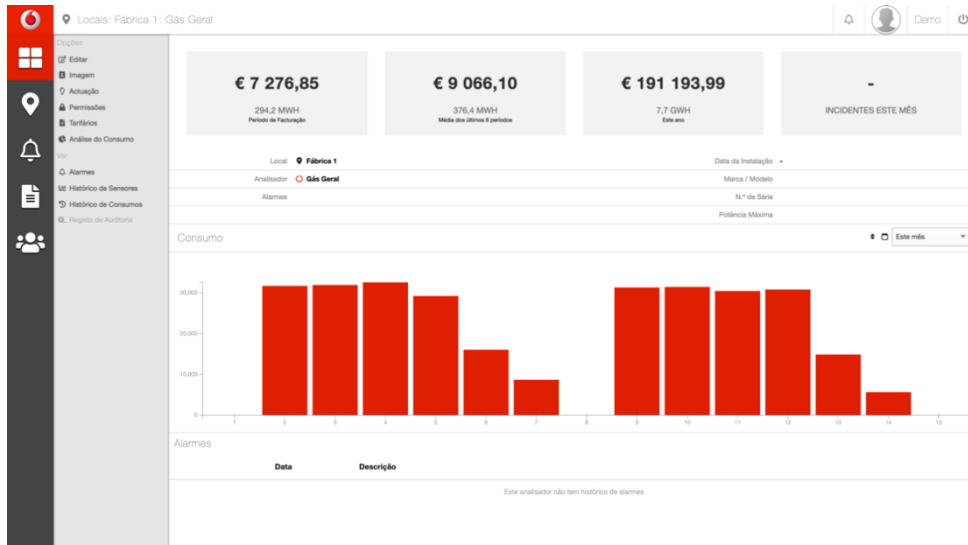 Locais: Fábrica 1: Gás Geral
Demo
Opções
Editar
Imagem
Actuação
Permissões
Tarifários
Análise do Consumo
Ver
Alarmes
Histórico de Sensores
Histórico de Consumos
Registo de Auditoria
€ 7 276,85
294,2 MWH
Período de Facturação
€ 9 066,10
376,4 MWH
Média dos últimos 8 períodos
€ 191 193,99
7,7 GWH
Este ano
-
INCIDENTES ESTE MÊS
Local Fábrica 1
Data da Instalação -
Analisador Gás Geral
Marca / Modelo
Alarmes
N.º de Série
Potência Máxima
Consumo
Este mês
30,000
20,000
10,000
0
1 2 3 4 5 6 7 8 9 10 11 12 13 14 15
Alarmes
Data Descrição
Este analisador não tem histórico de alarmes